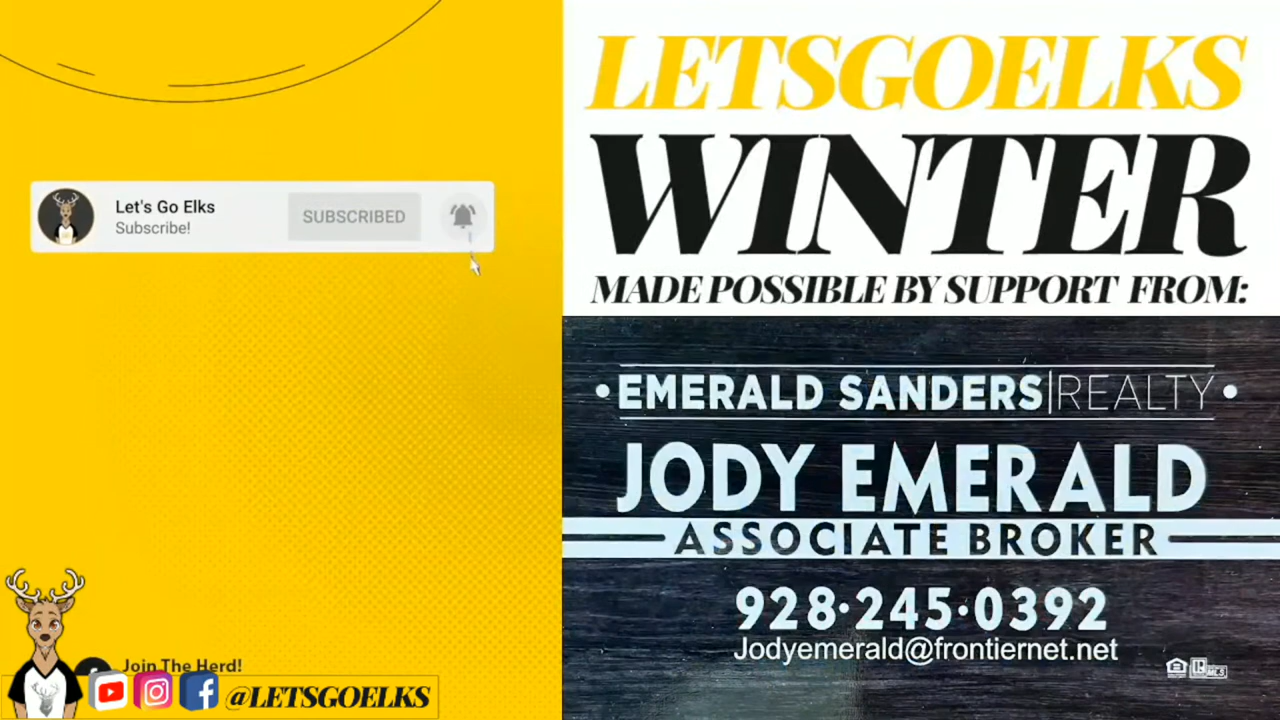 Let's Go Elks
Subscribe!
SUBSCRIBED
Join The Herd!
@LETSGOELKS
LETSGOELKS
WINTER
MADE POSSIBLE BY SUPPORT FROM:
•EMERALD SANDERS|REALTY•
JODY EMERALD
ASSOCIATE BROKER
928·245·0392
Jodyemerald@frontiernet.net